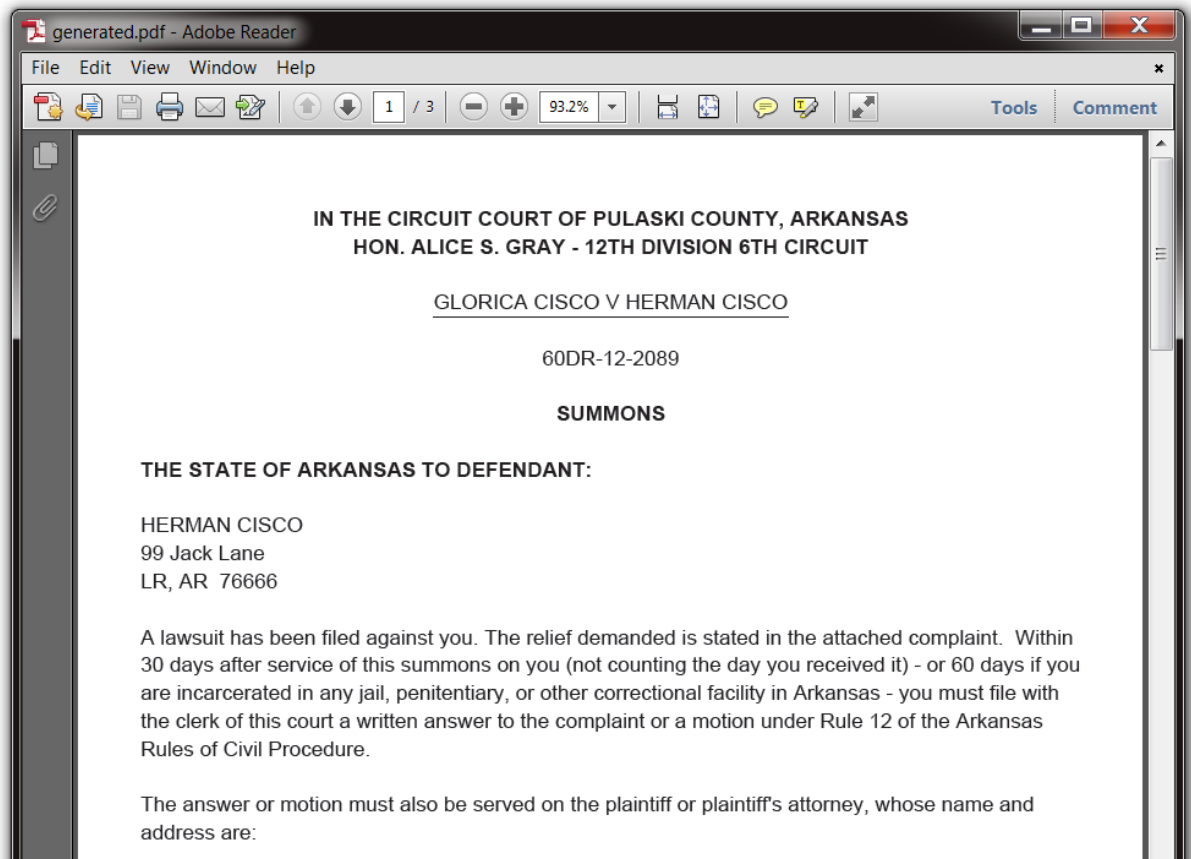 generated.pdf - Adobe Reader
File Edit View Window Help
1 / 3 93.2% Tools Comment
IN THE CIRCUIT COURT OF PULASKI COUNTY, ARKANSAS
HON. ALICE S. GRAY - 12TH DIVISION 6TH CIRCUIT
GLORICA CISCO V HERMAN CISCO
60DR-12-2089
SUMMONS
THE STATE OF ARKANSAS TO DEFENDANT:
HERMAN CISCO
99 Jack Lane
LR, AR  76666
A lawsuit has been filed against you. The relief demanded is stated in the attached complaint.  Within
30 days after service of this summons on you (not counting the day you received it) - or 60 days if you
are incarcerated in any jail, penitentiary, or other correctional facility in Arkansas - you must file with
the clerk of this court a written answer to the complaint or a motion under Rule 12 of the Arkansas
Rules of Civil Procedure.
The answer or motion must also be served on the plaintiff or plaintiff's attorney, whose name and
address are: